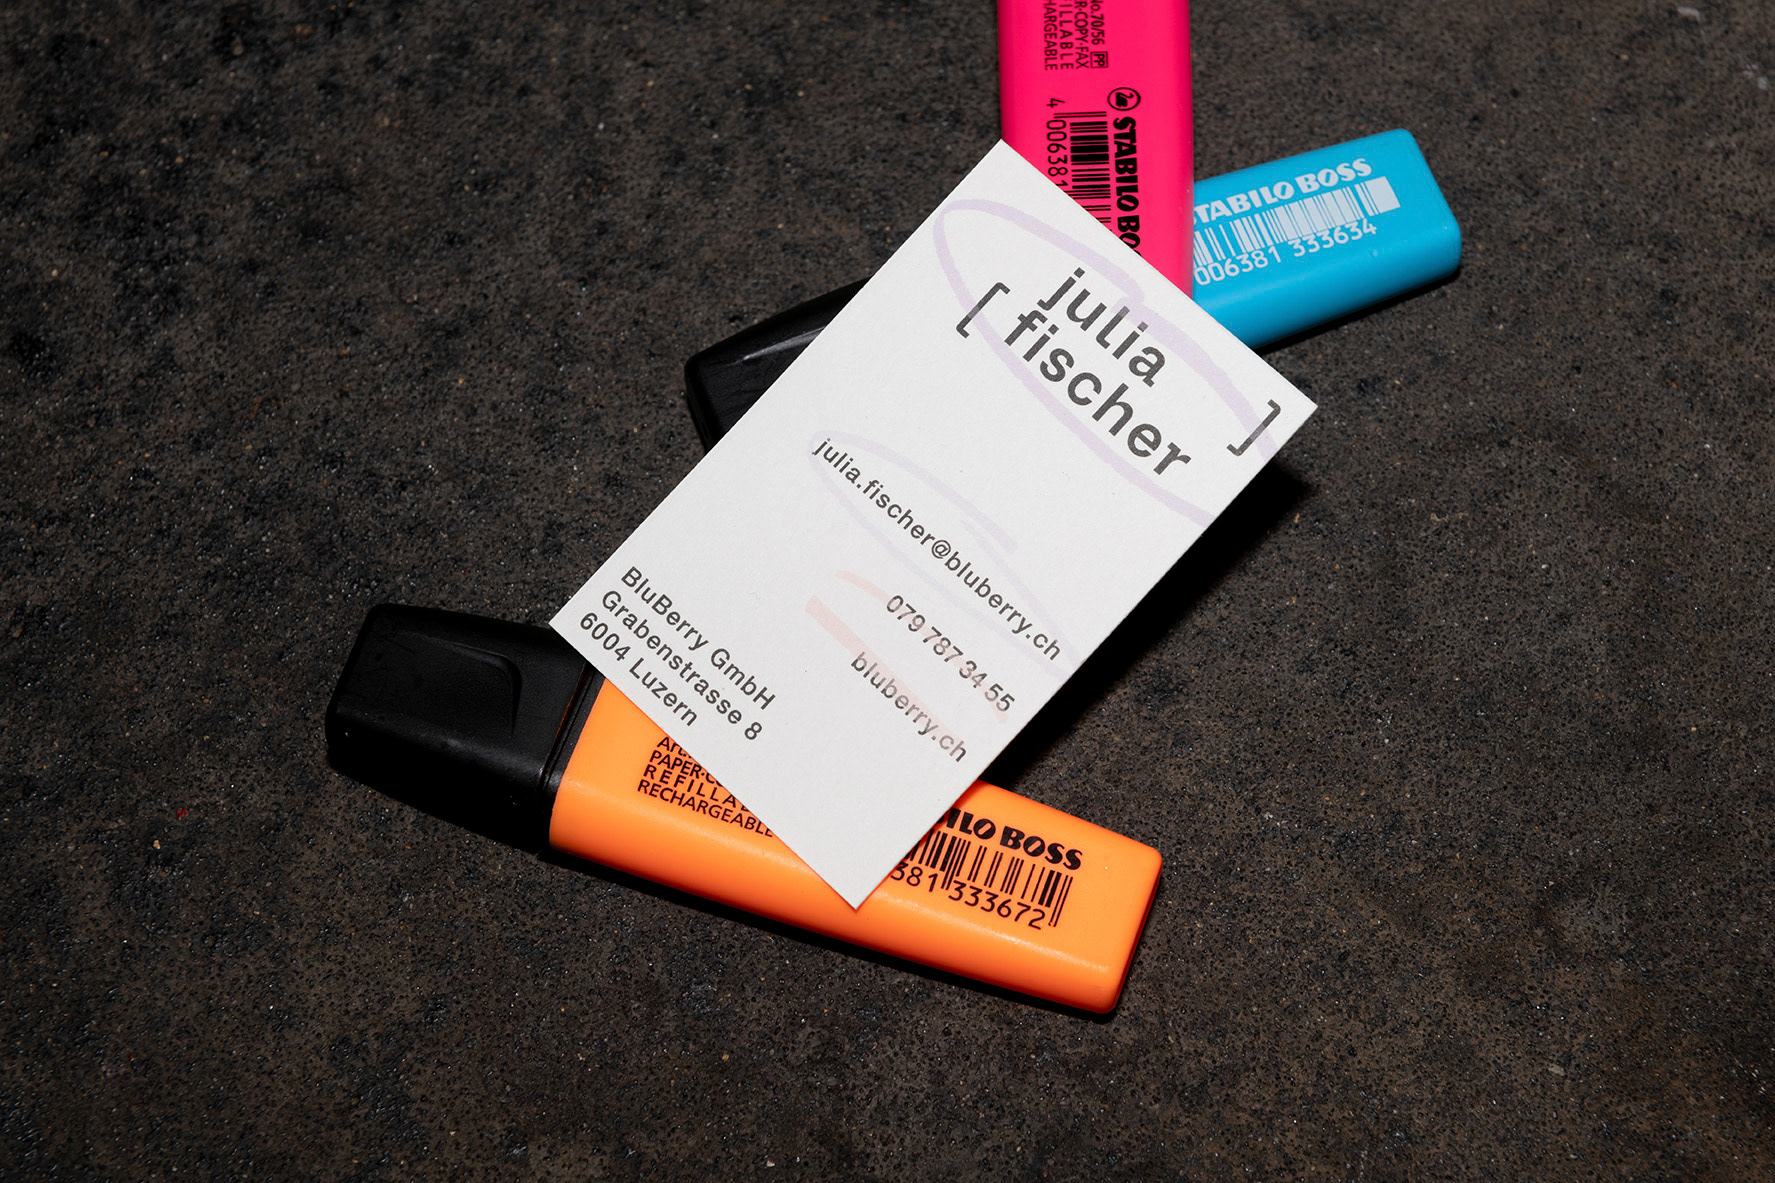 No.70/56
COPY·FAX
RECHARGEABLE
STABILO BO
4 006381
STABILO BOSS
006381 333634
[ julia
fischer ]
julia.fischer@bluberry.ch
079 787 34 55
bluberry.ch
BluBerry GmbH
Grabenstrasse 8
6004 Luzern
PAPER·C
REFILLA
RECHARGEABLE
ILO BOSS
381 333672